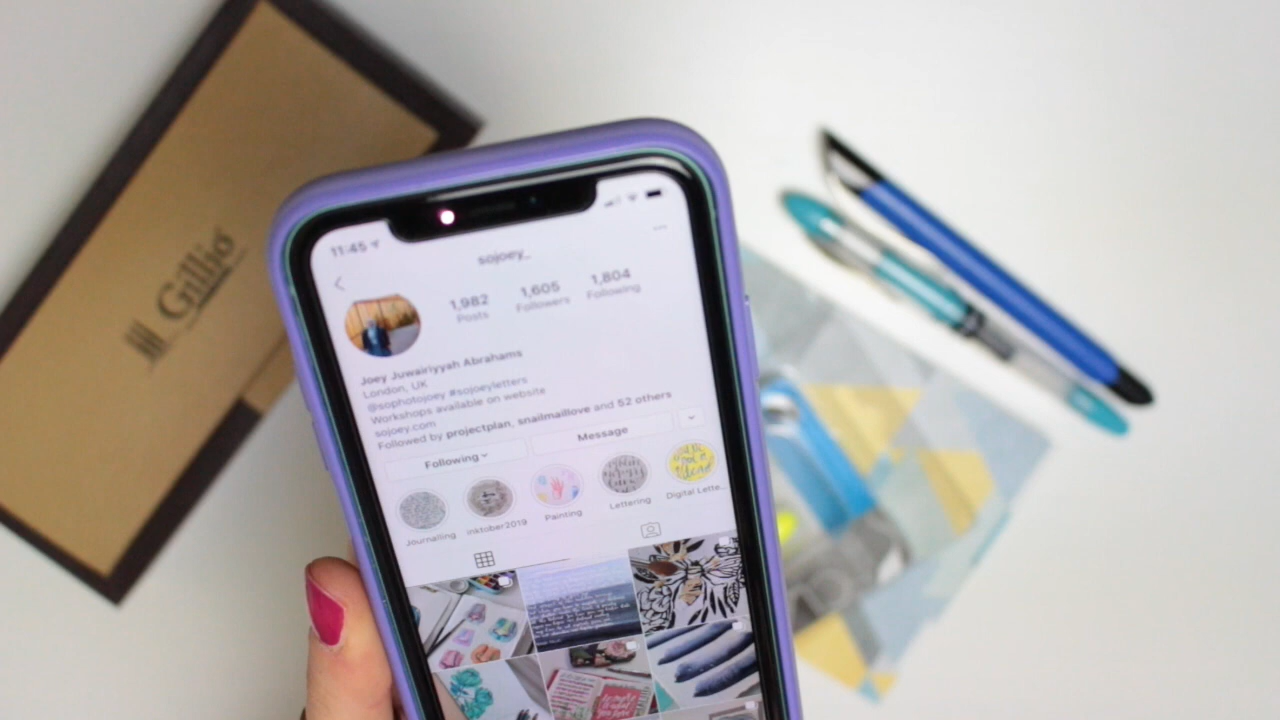 Gillio
11:45
sojoey_
1,982 1,605 1,804
Posts Followers Following
Joey Juwairiyyah Abrahams
London, UK
@sophotojoey #sojoeyletters
Workshops available on website
sojoey.com
Followed by projectplan, snailmaillove and 52 others
Following Message
Journalling inktober2019 Painting Lettering Digital Lette...